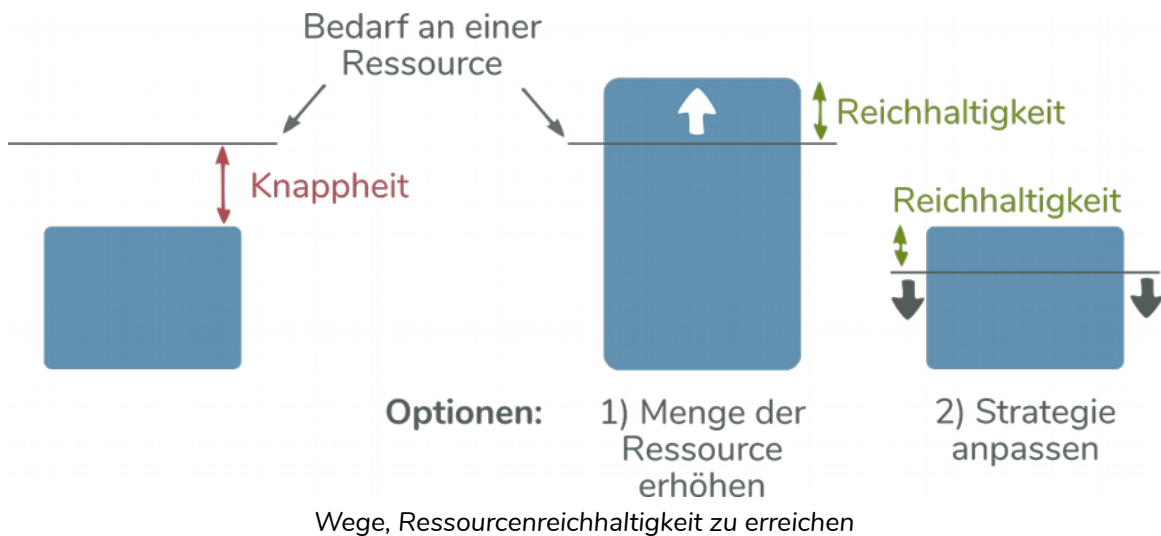 Bedarf an einer
Ressource
Knappheit
Reichhaltigkeit
Reichhaltigkeit
Optionen:
1) Menge der
Ressource
erhöhen
2) Strategie
anpassen
Wege, Ressourcenreichhaltigkeit zu erreichen